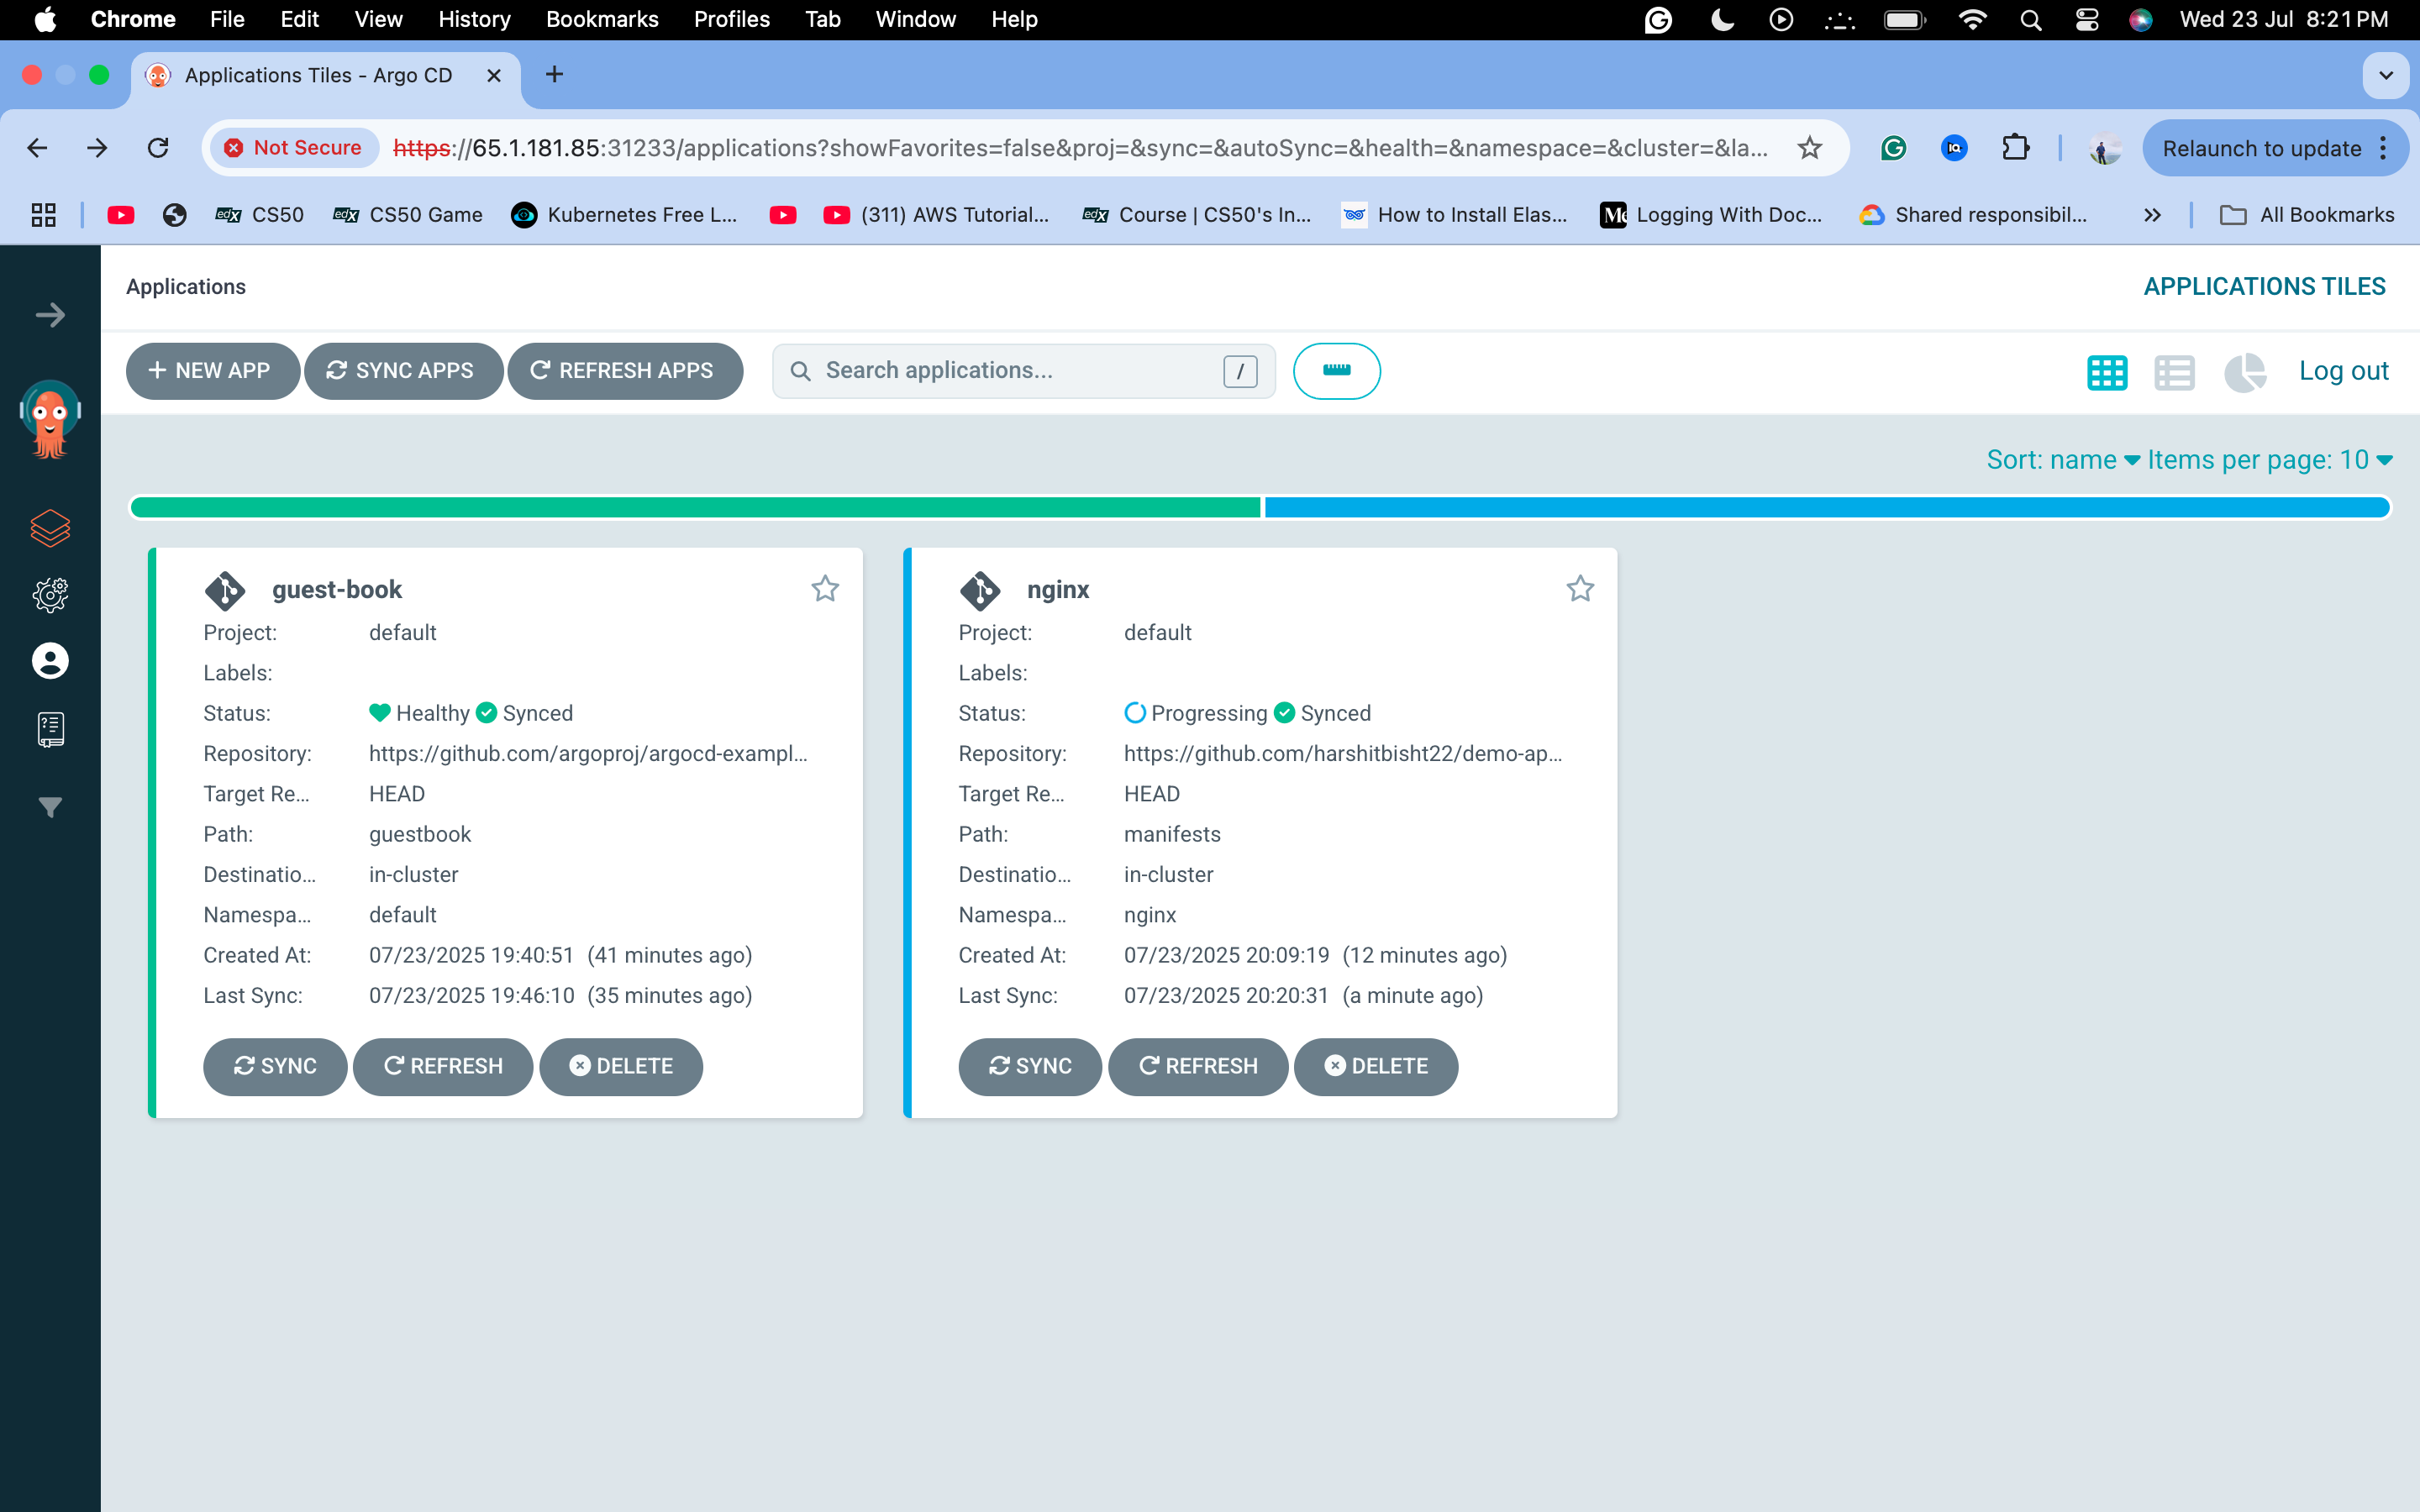 Chrome File Edit View History Bookmarks Profiles Tab Window Help Wed 23 Jul 8:21 PM
Applications Tiles - Argo CD
Not Secure https://65.1.181.85:31233/applications?showFavorites=false&proj=&sync=&autoSync=&health=&namespace=&cluster=&la... Relaunch to update
CS50 CS50 Game Kubernetes Free L... (311) AWS Tutorial... Course | CS50's In... How to Install Elas... Logging With Doc... Shared responsibil... All Bookmarks
Applications APPLICATIONS TILES
NEW APP SYNC APPS REFRESH APPS Search applications... / Log out
Sort: name Items per page: 10
guest-book
Project: default
Labels:
Status: Healthy Synced
Repository: https://github.com/argoproj/argocd-exampl...
Target Re... HEAD
Path: guestbook
Destinatio... in-cluster
Namespa... default
Created At: 07/23/2025 19:40:51 (41 minutes ago)
Last Sync: 07/23/2025 19:46:10 (35 minutes ago)
SYNC REFRESH DELETE
nginx
Project: default
Labels:
Status: Progressing Synced
Repository: https://github.com/harshitbisht22/demo-ap...
Target Re... HEAD
Path: manifests
Destinatio... in-cluster
Namespa... nginx
Created At: 07/23/2025 20:09:19 (12 minutes ago)
Last Sync: 07/23/2025 20:20:31 (a minute ago)
SYNC REFRESH DELETE